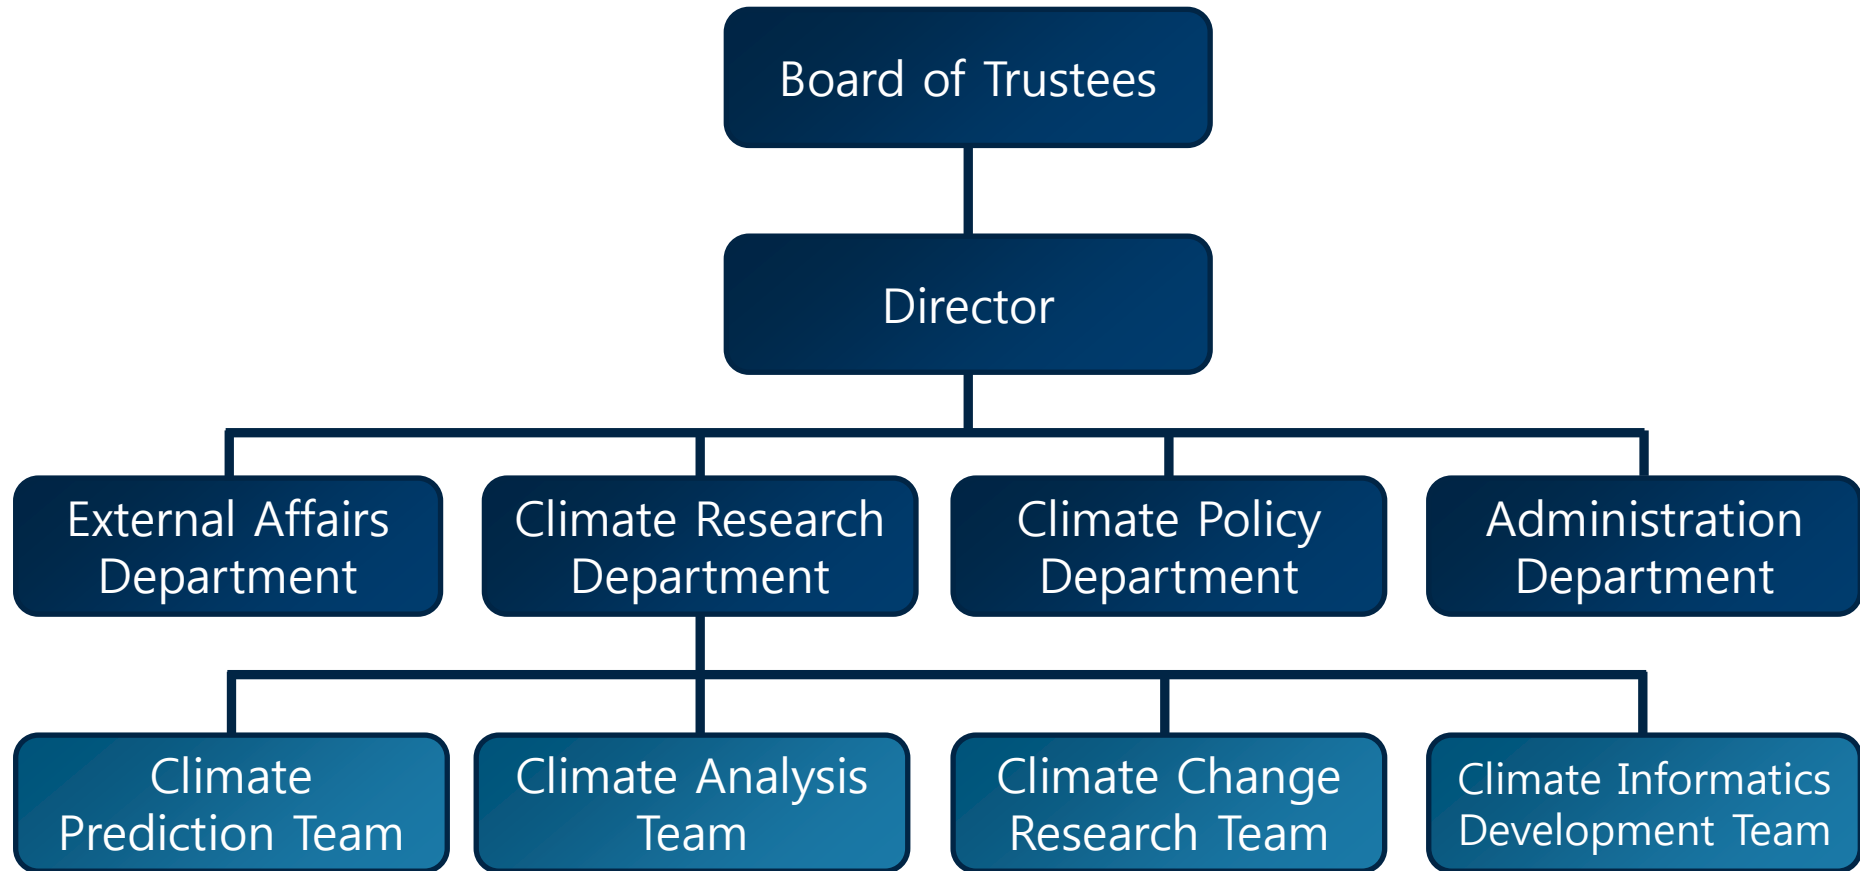 Board of Trustees
Director
External Affairs
Department
Climate Research
Department
Climate Policy
Department
Administration
Department
Climate
Prediction Team
Climate Analysis
Team
Climate Change
Research Team
Climate Informatics
Development Team